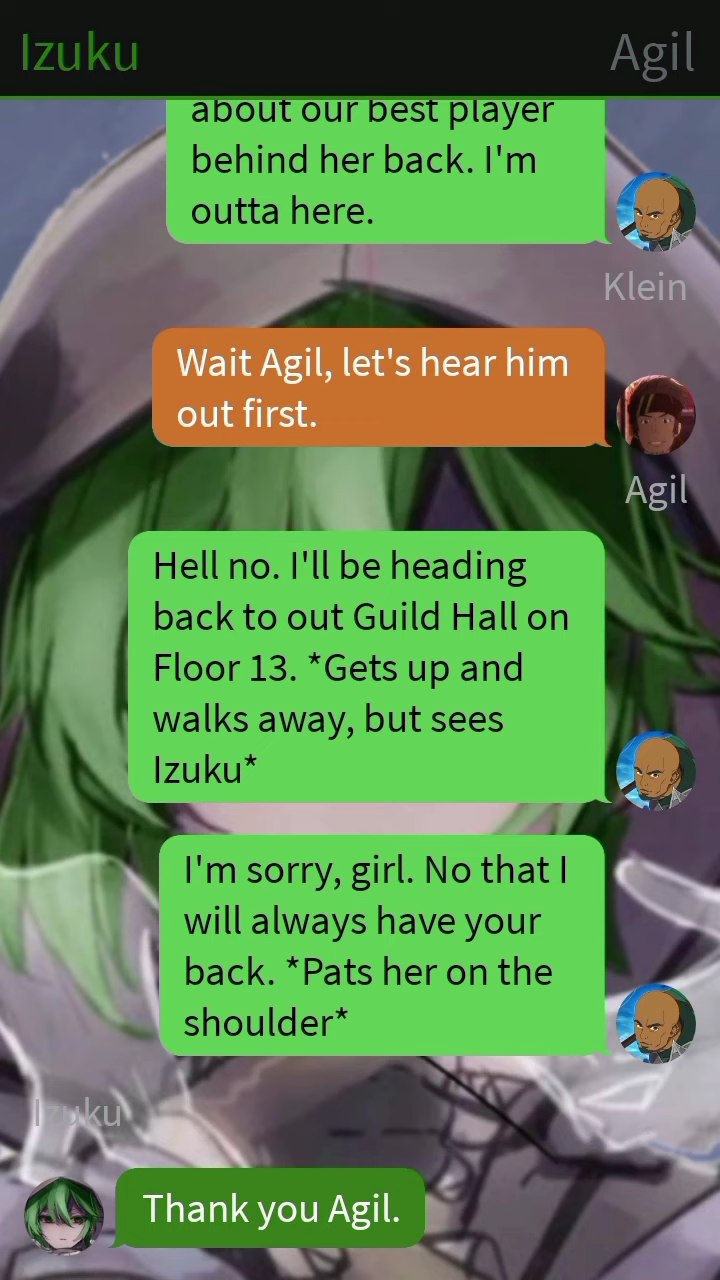 Izuku
Agil
about our best player
behind her back. I'm
outta here.
Klein
Wait Agil, let's hear him
out first.
Agil
Hell no. I'll be heading
back to out Guild Hall on
Floor 13. *Gets up and
walks away, but sees
Izuku*
I'm sorry, girl. No that I
will always have your
back. *Pats her on the
shoulder*
Izuku
Thank you Agil.